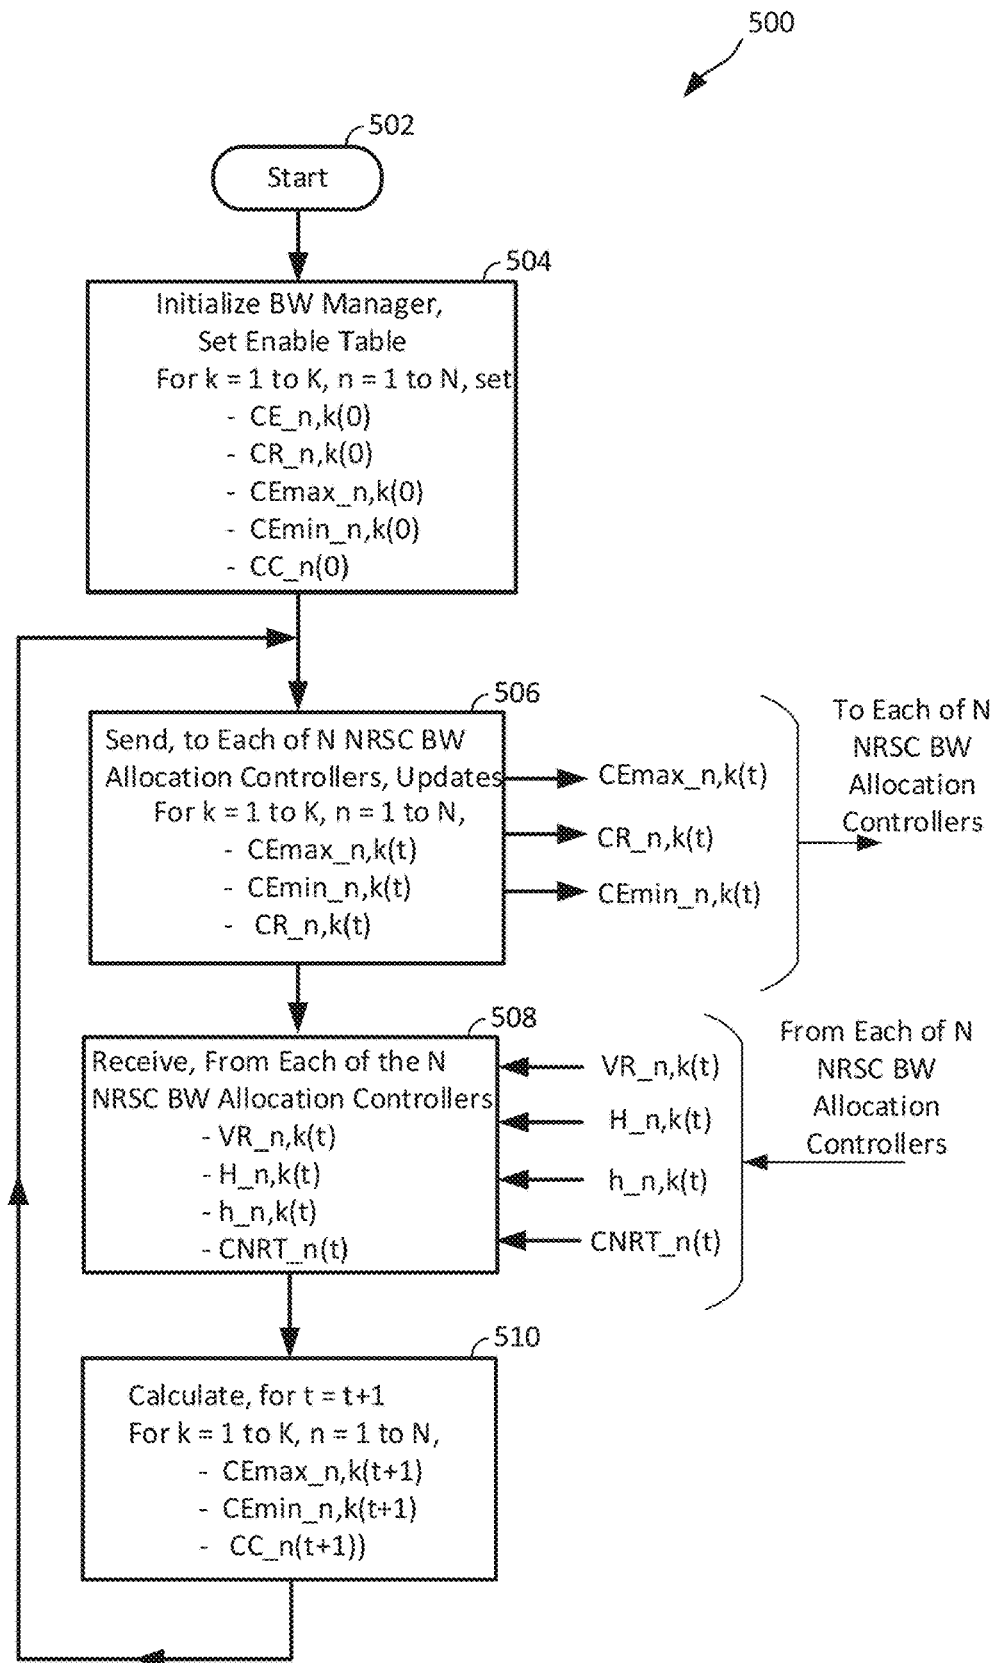 500
502
Start
504
Initialize BW Manager,
Set Enable Table
For k = 1 to K, n = 1 to N, set
- CE_n,k(0)
- CR_n,k(0)
- CEmax_n,k(0)
- CEmin_n,k(0)
- CC_n(0)
506
Send, to Each of N NRSC BW
Allocation Controllers, Updates
For k = 1 to K, n = 1 to N,
- CEmax_n,k(t)
- CEmin_n,k(t)
- CR_n,k(t)
CEmax_n,k(t)
CR_n,k(t)
CEmin_n,k(t)
To Each of N
NRSC BW
Allocation
Controllers
508
Receive, From Each of the N
NRSC BW Allocation Controllers
- VR_n,k(t)
- H_n,k(t)
- h_n,k(t)
- CNRT_n(t)
VR_n,k(t)
H_n,k(t)
h_n,k(t)
CNRT_n(t)
From Each of N
NRSC BW
Allocation
Controllers
510
Calculate, for t = t+1
For k = 1 to K, n = 1 to N,
- CEmax_n,k(t+1)
- CEmin_n,k(t+1)
- CC_n(t+1))